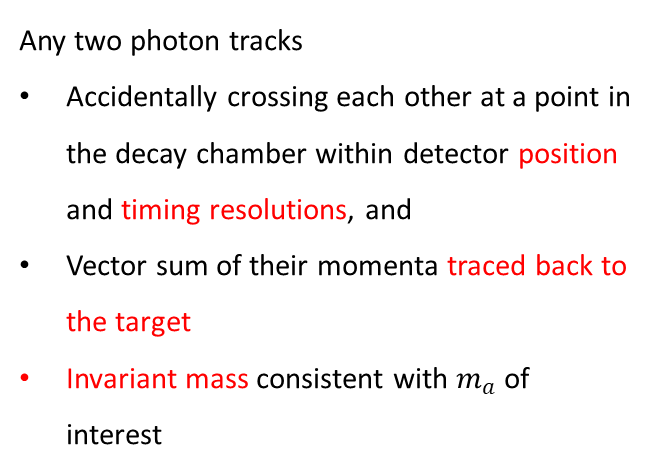 Any two photon tracks
• Accidentally crossing each other at a point in
the decay chamber within detector position
and timing resolutions, and
• Vector sum of their momenta traced back to
the target
• Invariant mass consistent with 𝑚ₐ of
interest